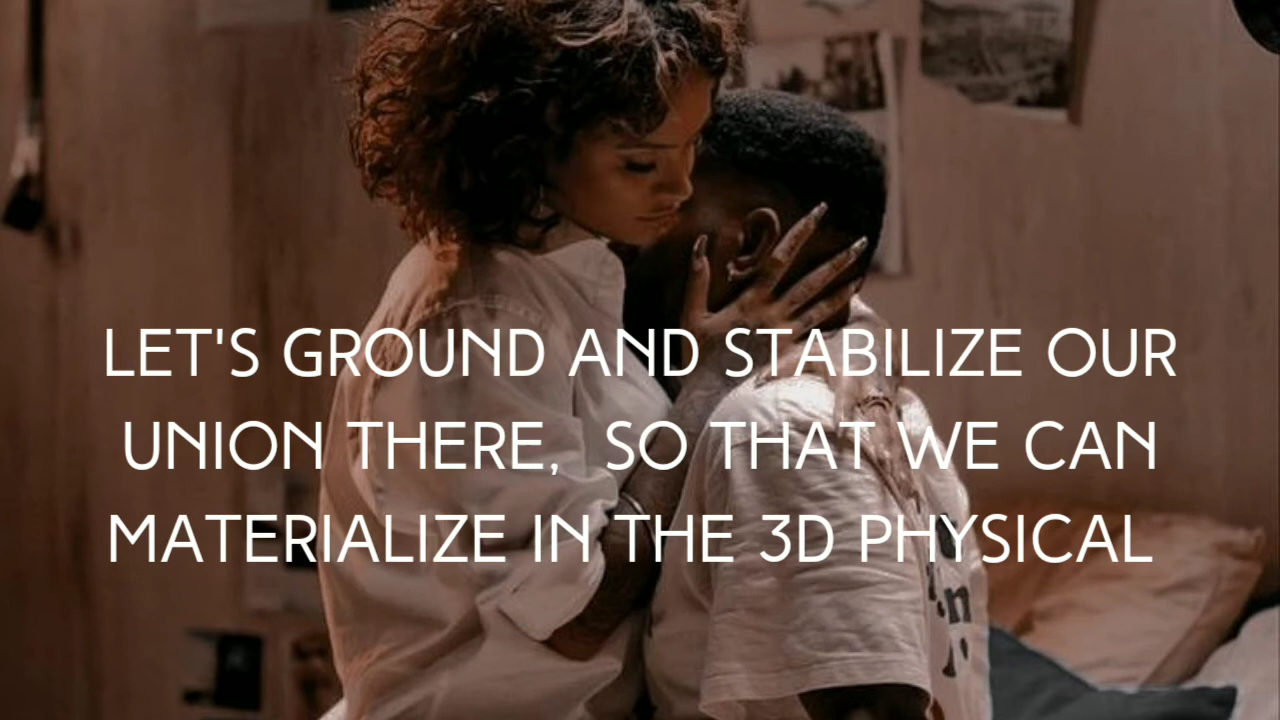 LET'S GROUND AND STABILIZE OUR
UNION THERE, SO THAT WE CAN
MATERIALIZE IN THE 3D PHYSICAL